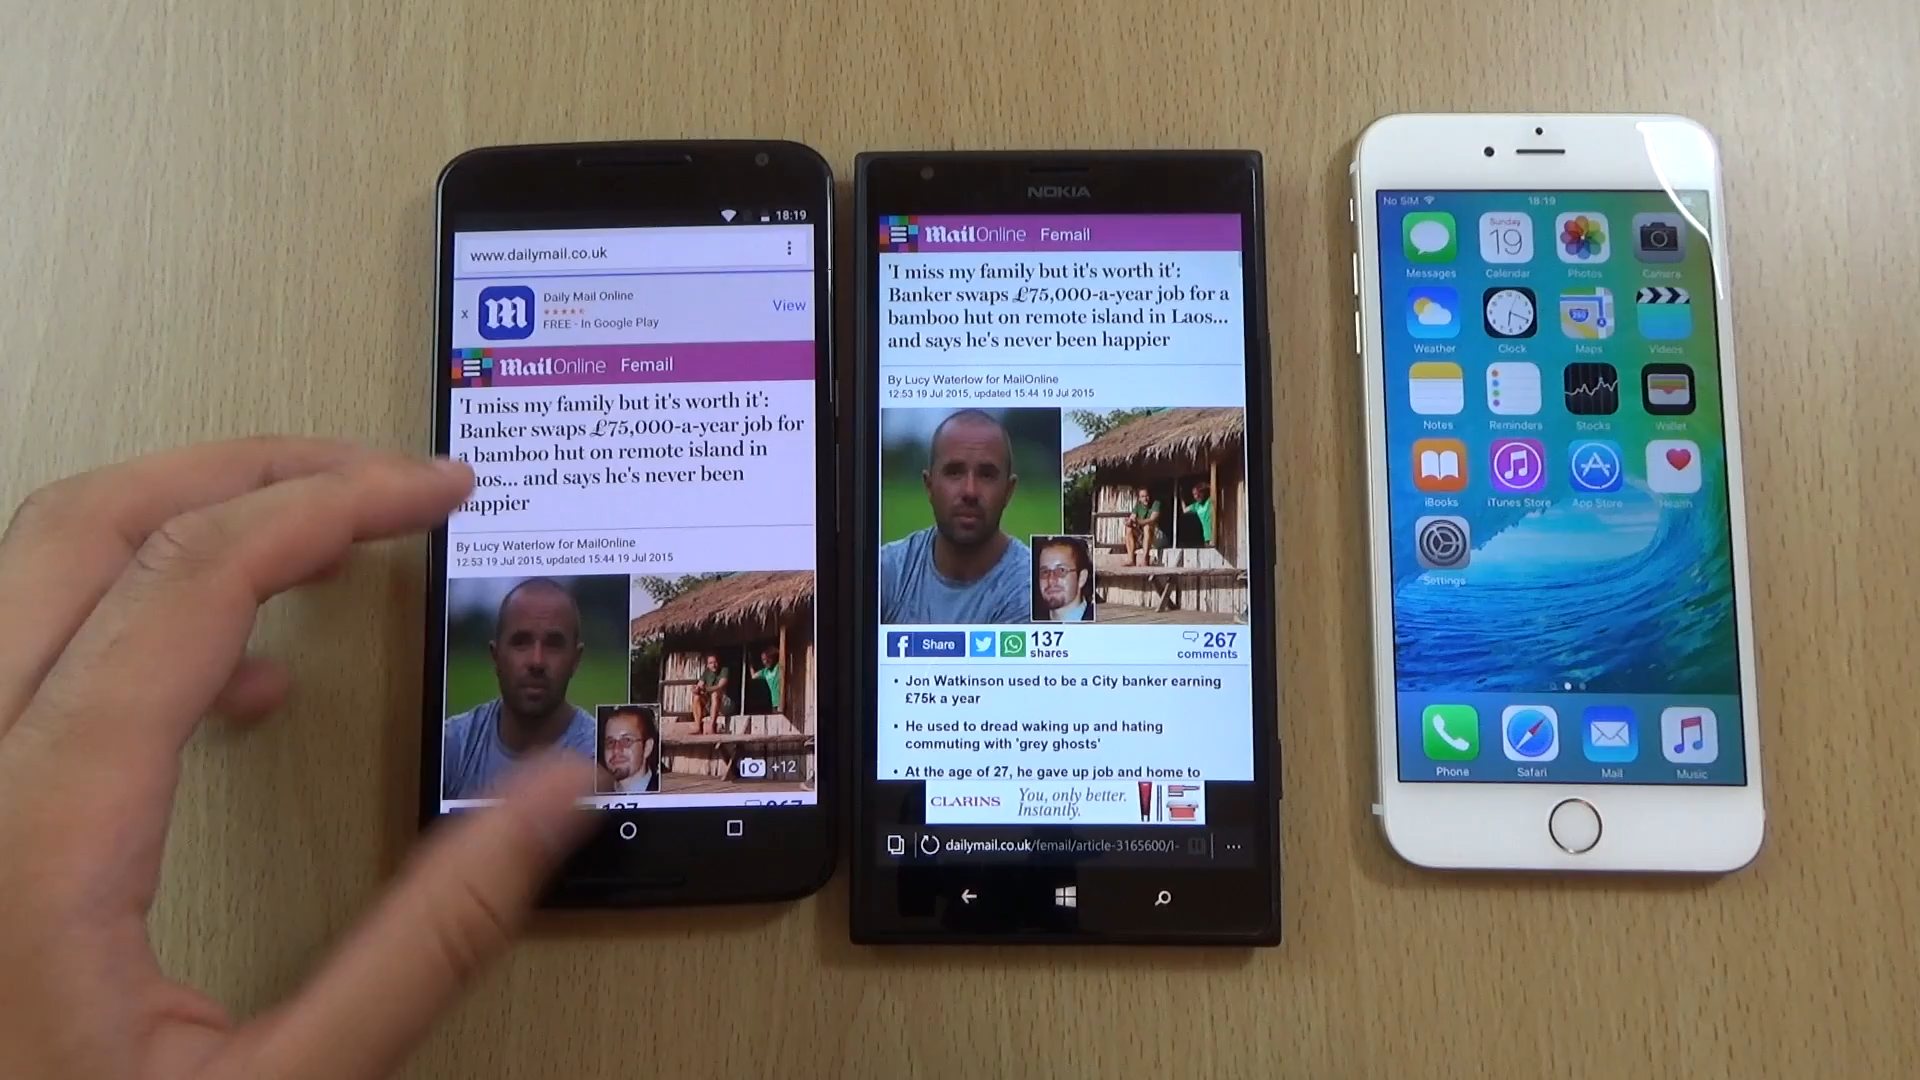 18:19
www.dailymail.co.uk
x
Daily Mail Online
FREE - In Google Play
View
MailOnline Femail
'I miss my family but it's worth it':
Banker swaps £75,000-a-year job for
a bamboo hut on remote island in
aos... and says he's never been
happier
By Lucy Waterlow for MailOnline
12:53 19 Jul 2015, updated 15:44 19 Jul 2015
+12
NOKIA
MailOnline Femail
'I miss my family but it's worth it':
Banker swaps £75,000-a-year job for a
bamboo hut on remote island in Laos...
and says he's never been happier
By Lucy Waterlow for MailOnline
12:53 19 Jul 2015, updated 15:44 19 Jul 2015
f Share 137 shares 267 comments
• Jon Watkinson used to be a City banker earning
£75k a year
• He used to dread waking up and hating
commuting with 'grey ghosts'
• At the age of 27, he gave up job and home to
CLARINS You, only better.
Instantly.
dailymail.co.uk/femail/article-3165600/I-
No SIM 18:19
Sunday
19
Messages Calendar Photos Camera
280
Weather Clock Maps Videos
Notes Reminders Stocks Wallet
iBooks iTunes Store App Store Health
Settings
Phone Safari Mail Music